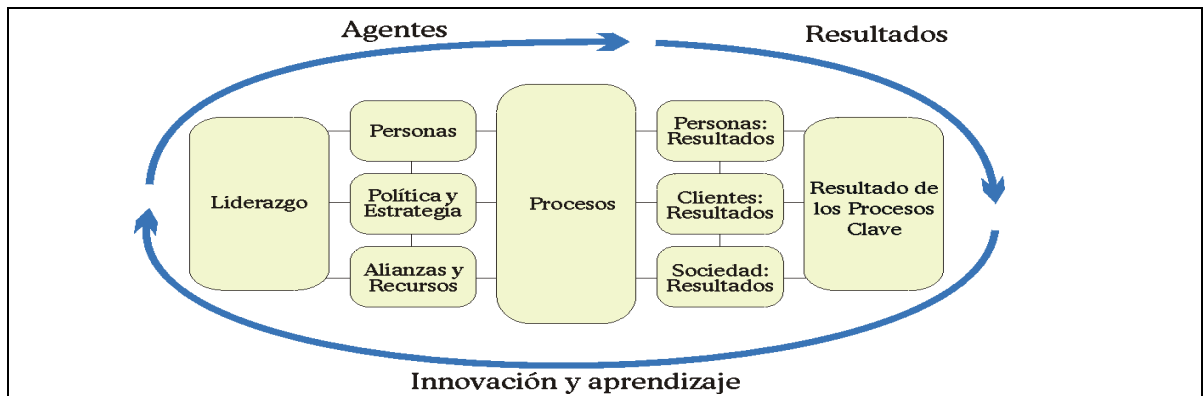 Agentes
Resultados
Liderazgo
Personas
Política y
Estrategia
Alianzas y
Recursos
Procesos
Personas:
Resultados
Clientes:
Resultados
Sociedad:
Resultados
Resultado de
los Procesos
Clave
Innovación y aprendizaje